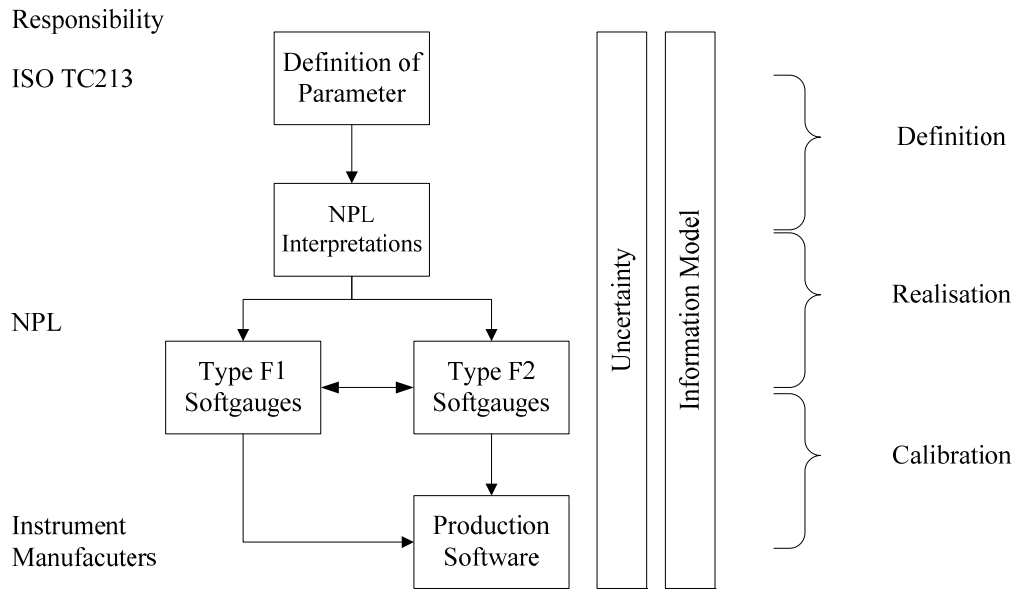 Responsibility
ISO TC213
Definition of
Parameter
Definition
NPL
Interpretations
Uncertainty
Information Model
Realisation
NPL
Type F1
Softgauges
Type F2
Softgauges
Calibration
Instrument
Manufacuters
Production
Software